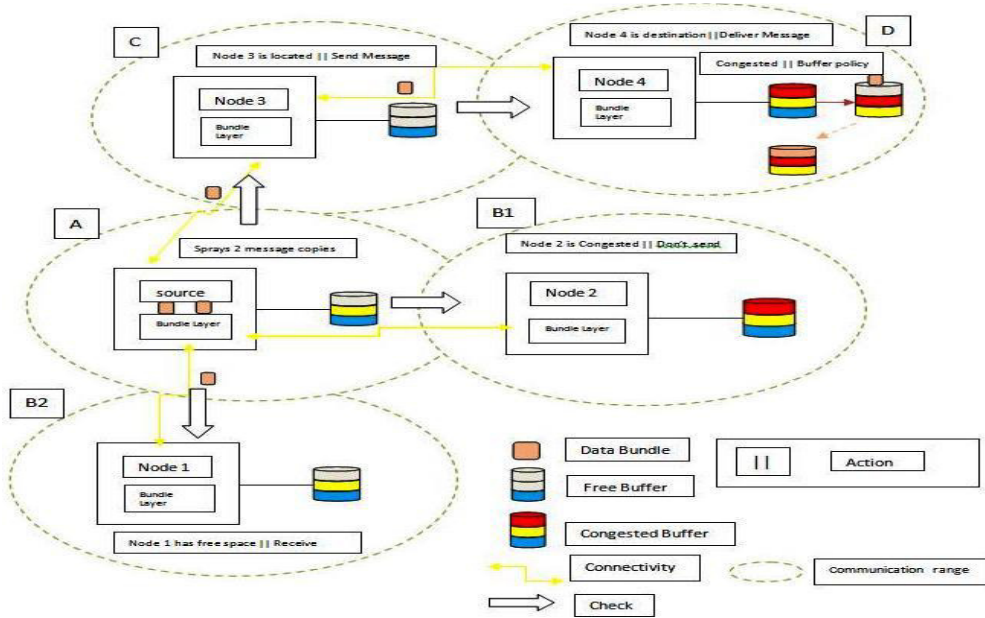 C
Node 3 is located || Send Message
Node 3
Bundle
Layer
Node 4 is destination || Deliver Message
D
Congested || Buffer policy
Node 4
Bundle
Layer
A
Sprays 2 message copies
source
Bundle Layer
B1
Node 2 is Congested || Don't send
Node 2
Bundle Layer
B2
Node 1
Bundle
Layer
Node 1 has free space || Receive
Data Bundle
Free Buffer
Congested Buffer
Connectivity
Check
||
Action
Communication range